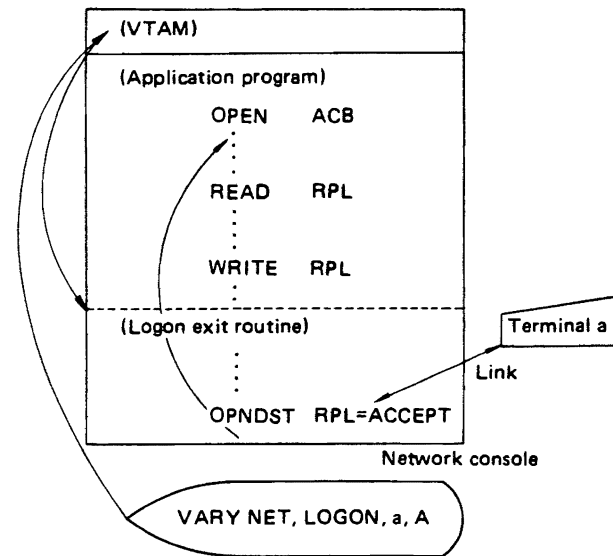 (VTAM)
(Application program)
OPEN ACB
READ RPL
WRITE RPL
(Logon exit routine)
Terminal a
Link
OPNDST RPL=ACCEPT
Network console
VARY NET, LOGON, a, A